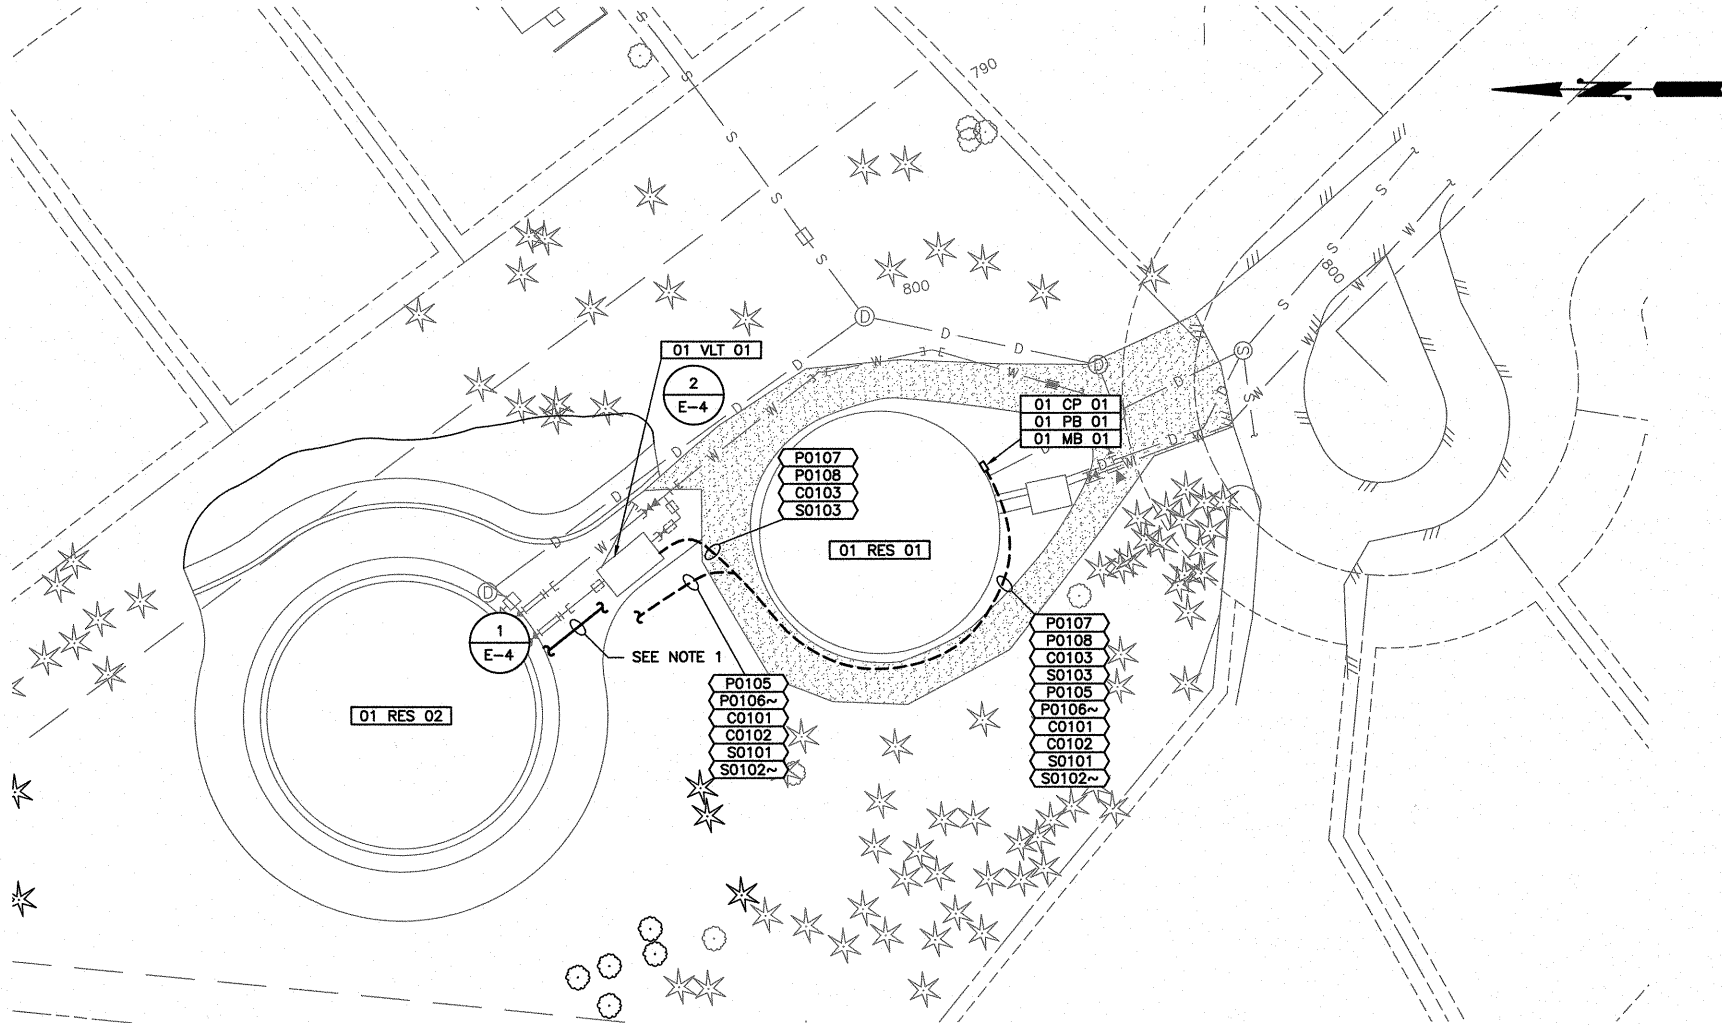 790
800
800
01 VLT 01
2
E-4
01 CP 01
01 PB 01
01 MB 01
P0107
P0108
C0103
S0103
01 RES 01
1
E-4
SEE NOTE 1
01 RES 02
P0105
P0106~
C0101
C0102
S0101
S0102~
P0107
P0108
C0103
S0103
P0105
P0106~
C0101
C0102
S0101
S0102~